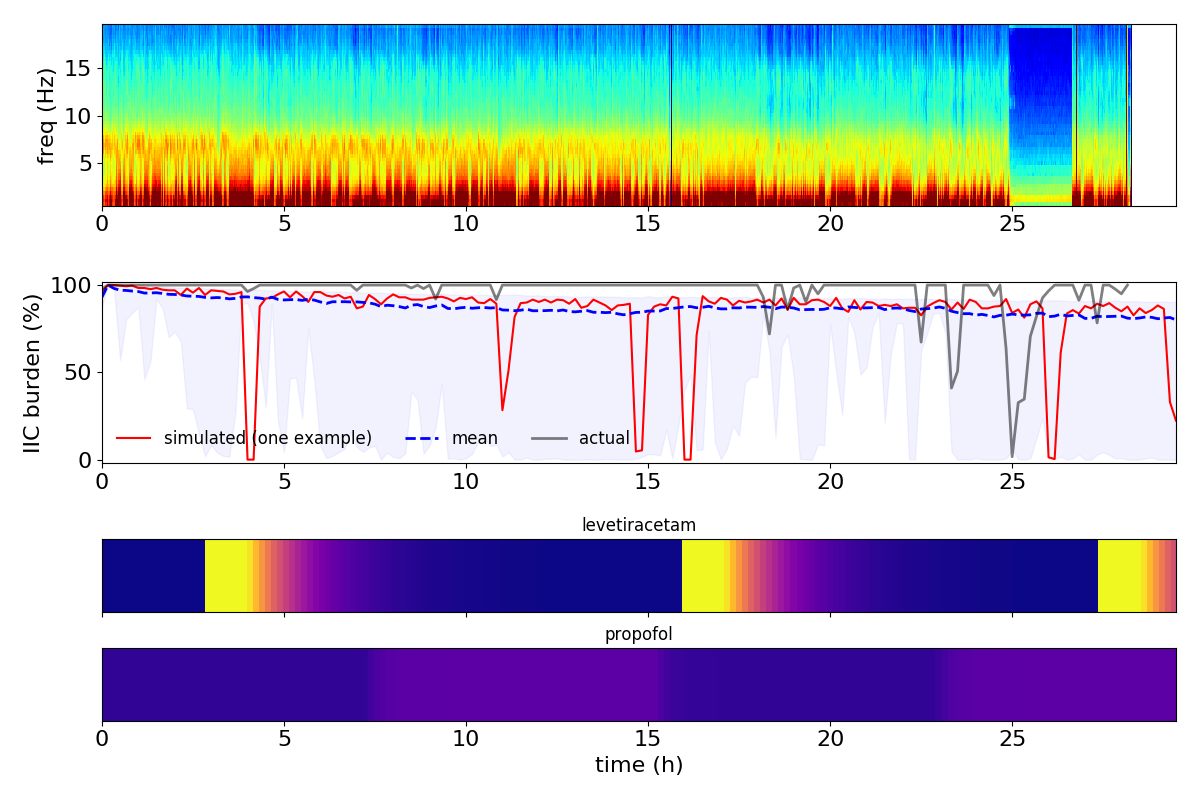 freq (Hz)
15
10
5
0 5 10 15 20 25
IIC burden (%)
100
50
0
simulated (one example) mean actual
0 5 10 15 20 25
levetiracetam
propofol
0 5 10 15 20 25
time (h)